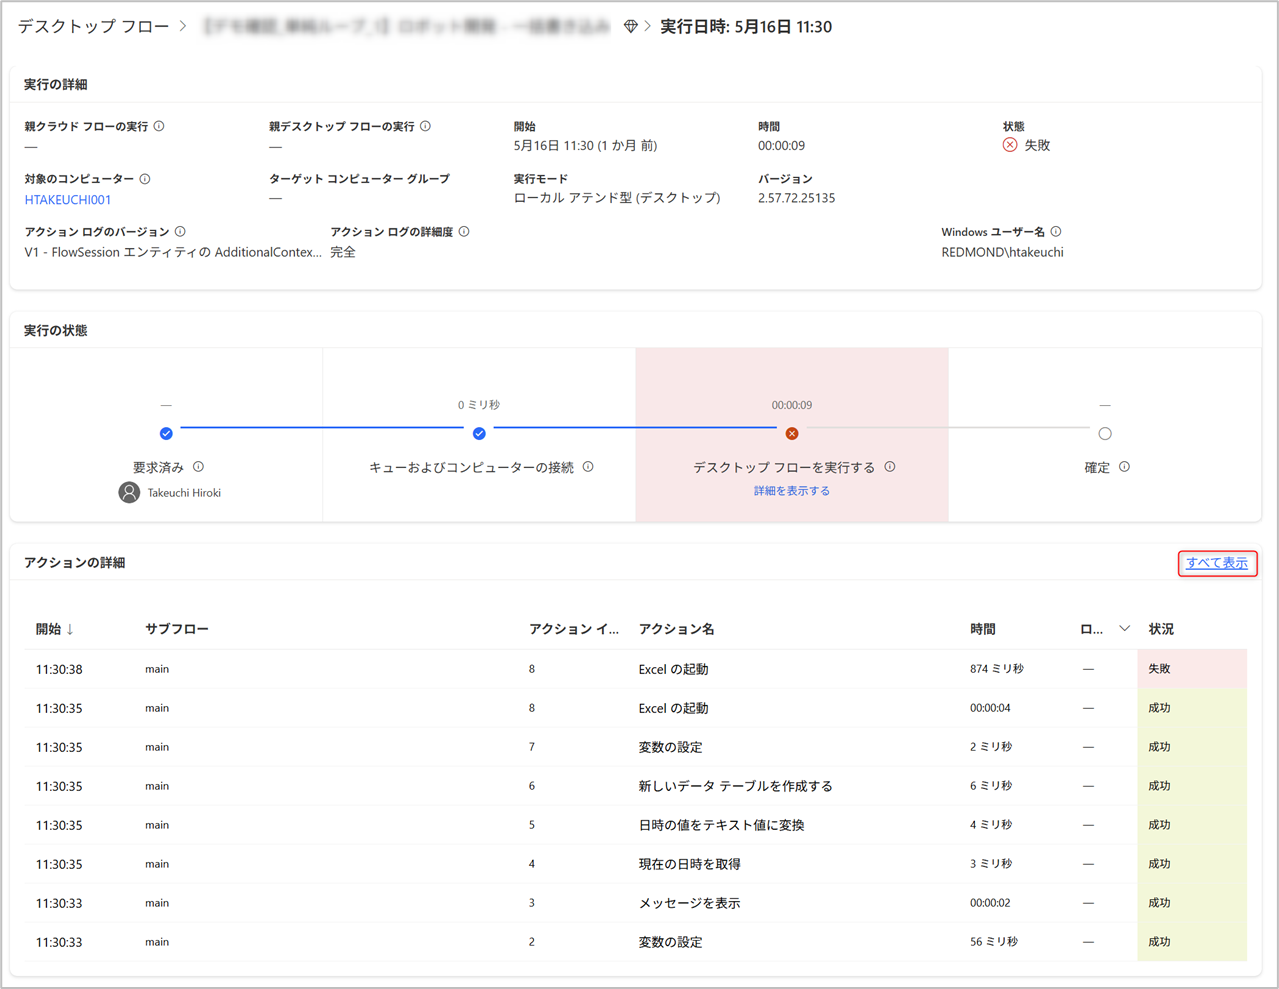 デスクトップ フロー > > 実行日時: 5月16日 11:30
実行の詳細
親クラウド フローの実行 親デスクトップ フローの実行 開始 時間 状態
— — 5月16日 11:30 (1 か月 前) 00:00:09 失敗
対象のコンピューター ターゲット コンピューター グループ 実行モード バージョン
HTAKEUCHI001 — ローカル アテンド型 (デスクトップ) 2.57.72.25135
アクション ログのバージョン アクション ログの詳細度 Windows ユーザー名
V1 - FlowSession エンティティの AdditionalContex... 完全 REDMOND\htakeuchi
実行の状態
— 0 ミリ秒 00:00:09 —
要求済み キューおよびコンピューターの接続 デスクトップ フローを実行する 確定
Takeuchi Hiroki 詳細を表示する
アクションの詳細 すべて表示
開始 ↓ サブフロー アクション イ... アクション名 時間 ロ... 状況
11:30:38 main 8 Excel の起動 874 ミリ秒 — 失敗
11:30:35 main 8 Excel の起動 00:00:04 — 成功
11:30:35 main 7 変数の設定 2 ミリ秒 — 成功
11:30:35 main 6 新しいデータ テーブルを作成する 6 ミリ秒 — 成功
11:30:35 main 5 日時の値をテキスト値に変換 4 ミリ秒 — 成功
11:30:35 main 4 現在の日時を取得 3 ミリ秒 — 成功
11:30:33 main 3 メッセージを表示 00:00:02 — 成功
11:30:33 main 2 変数の設定 56 ミリ秒 — 成功